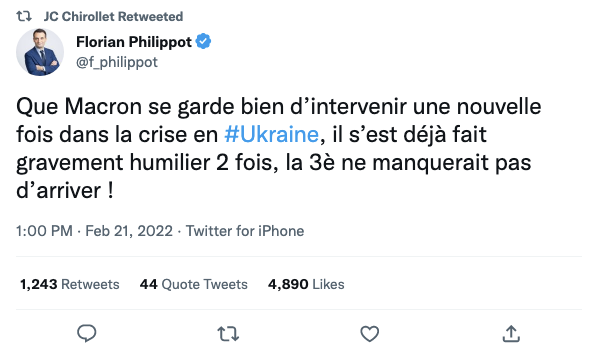 JC Chirollet Retweeted
Florian Philippot
@f_philippot
Que Macron se garde bien d’intervenir une nouvelle
fois dans la crise en #Ukraine, il s’est déjà fait
gravement humilier 2 fois, la 3è ne manquerait pas
d’arriver !
1:00 PM · Feb 21, 2022 · Twitter for iPhone
1,243 Retweets 44 Quote Tweets 4,890 Likes